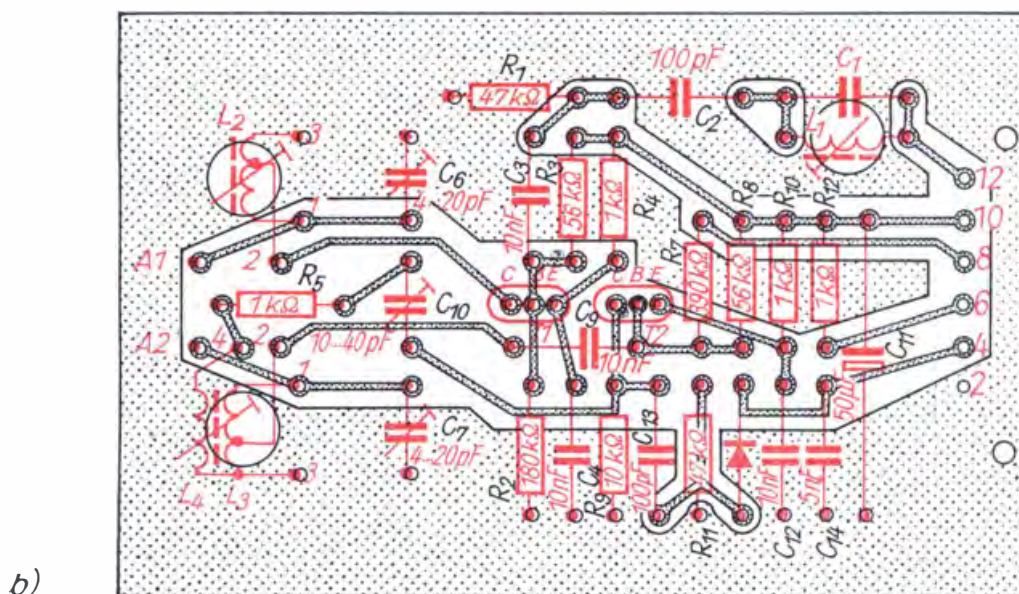 R1
47kΩ
100pF
C2
C1
L1
L2
3
1
C6
4-20pF
C3
10nF
R3
56kΩ
1kΩ
R4
R8
R10
R12
12
10
8
6
4
2
A1
2
R5
1kΩ
C10
10...40pF
C B E
T1
C B E
T2
C9
10nF
R7
390kΩ
56kΩ
1kΩ
1kΩ
C11
50µF
A2
4
2
1
C7
4...20pF
3
L4
L3
R2
180kΩ
10nF
C4
R9
10kΩ
100pF
C13
R11
10nF
C12
5µF
C14
b)